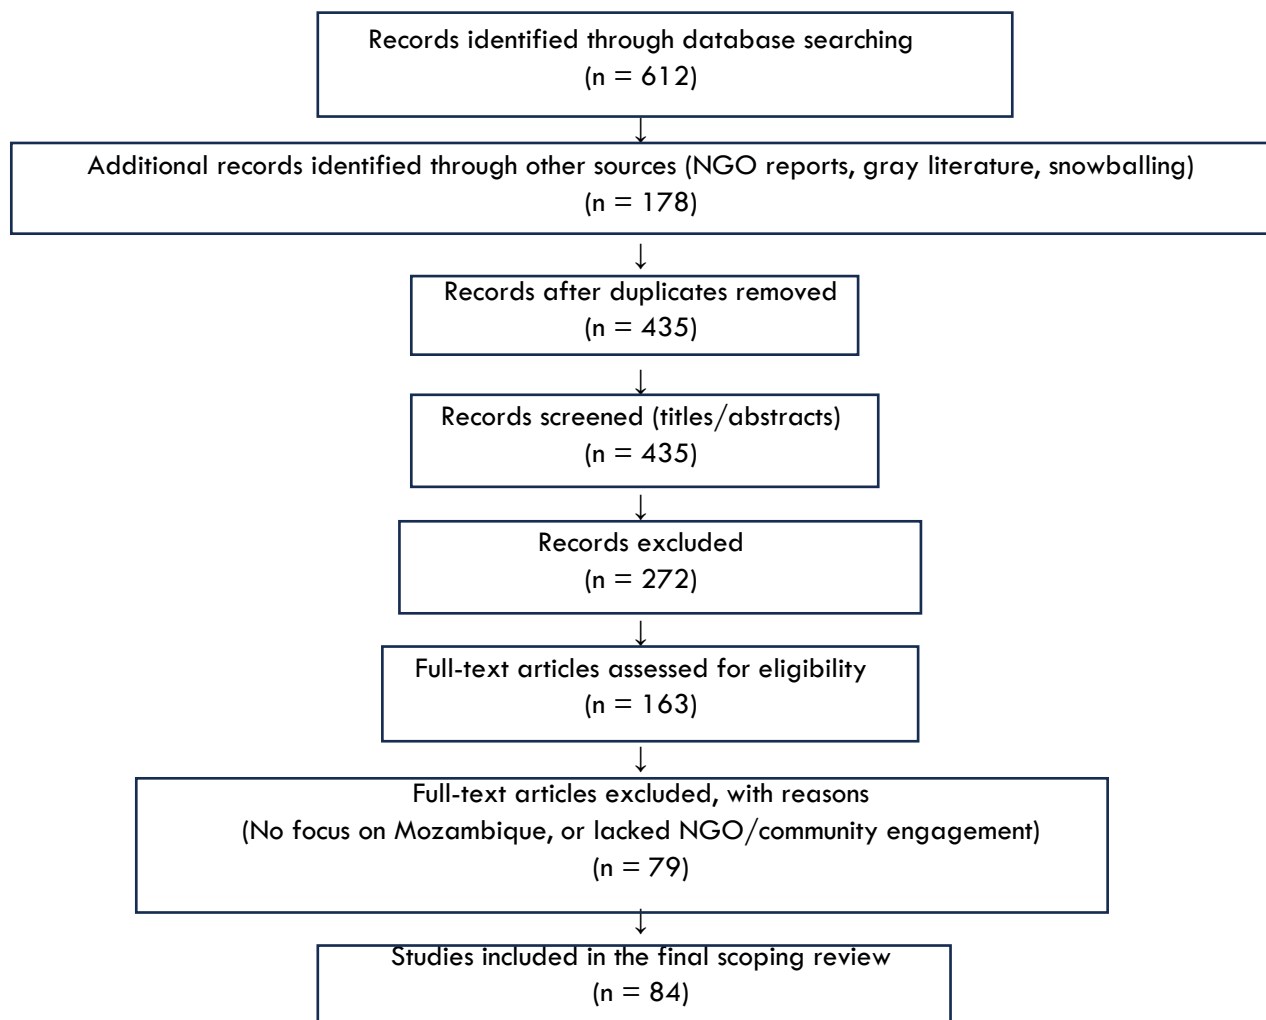 Records identified through database searching
(n = 612)
↓
Additional records identified through other sources (NGO reports, gray literature, snowballing)
(n = 178)
↓
Records after duplicates removed
(n = 435)
↓
Records screened (titles/abstracts)
(n = 435)
↓
Records excluded
(n = 272)
↓
Full-text articles assessed for eligibility
(n = 163)
↓
Full-text articles excluded, with reasons
(No focus on Mozambique, or lacked NGO/community engagement)
(n = 79)
↓
Studies included in the final scoping review
(n = 84)